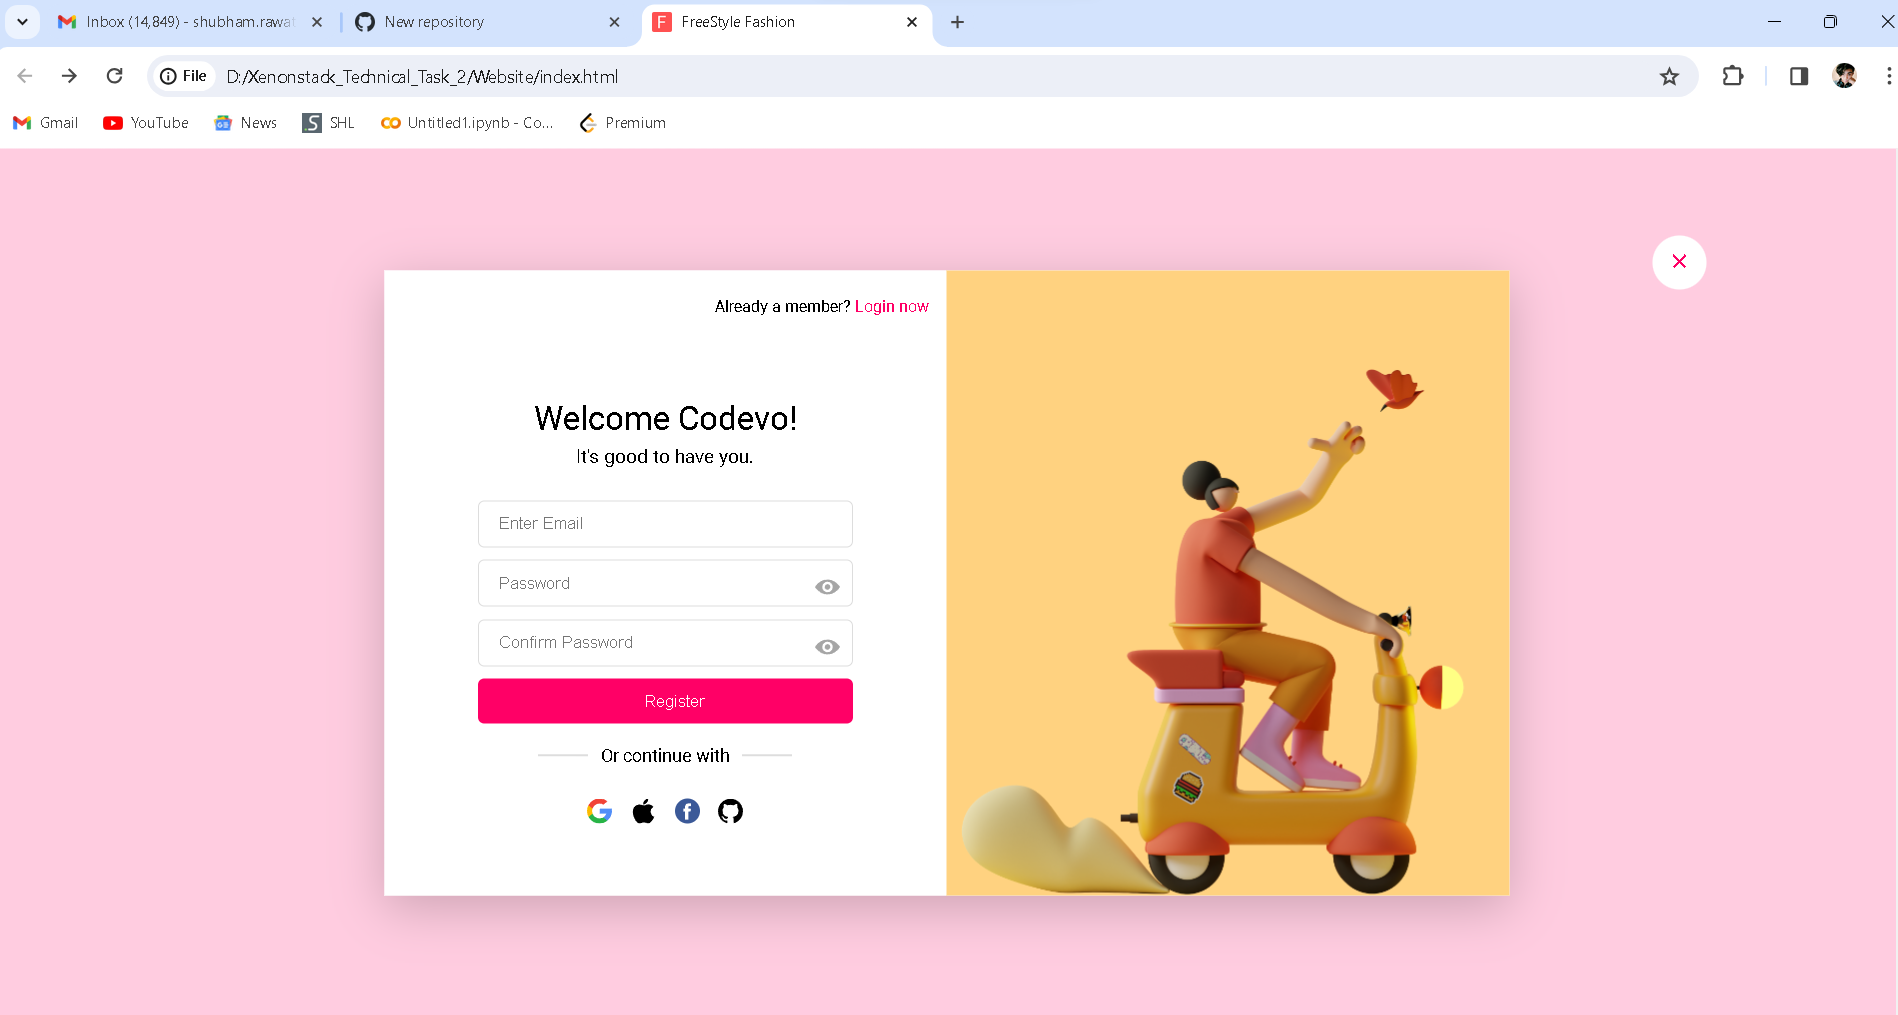 Inbox (14,849) - shubham.rawat
New repository
F FreeStyle Fashion
File D:/Xenonstack_Technical_Task_2/Website/index.html
Gmail YouTube News SHL Untitled1.ipynb - Co... Premium
Already a member? Login now
Welcome Codevo!
It's good to have you.
Enter Email
Password
Confirm Password
Register
Or continue with